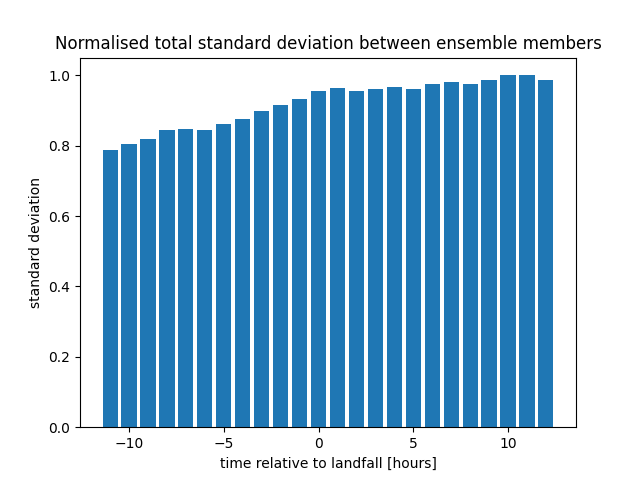 Normalised total standard deviation between ensemble members
1.0
0.8
0.6
0.4
0.2
0.0
standard deviation
−10 −5 0 5 10
time relative to landfall [hours]